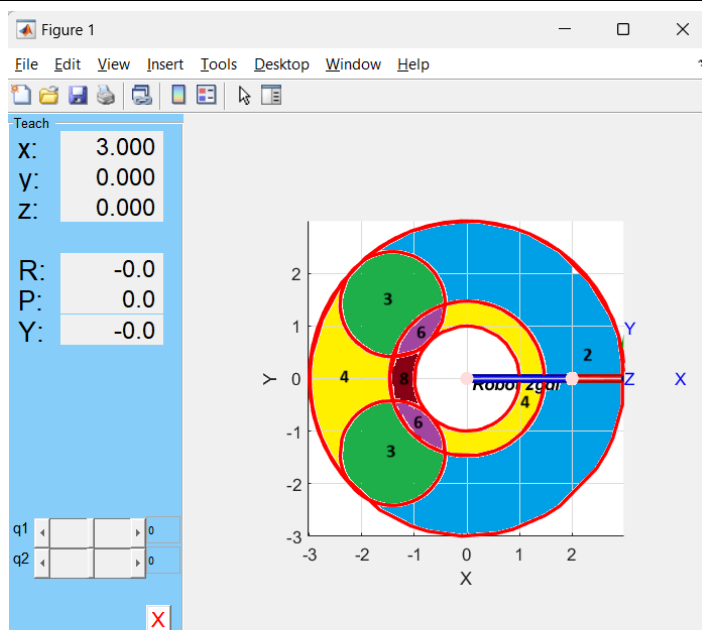 Figure 1
File Edit View Insert Tools Desktop Window Help
Teach
x: 3.000
y: 0.000
z: 0.000
R: -0.0
P: 0.0
Y: -0.0
q1 0
q2 0
X
Y
2
1
0
-1
-2
-3
-3 -2 -1 0 1 2
X
3
6
2
Y
4
8
Z
X
4
6
3